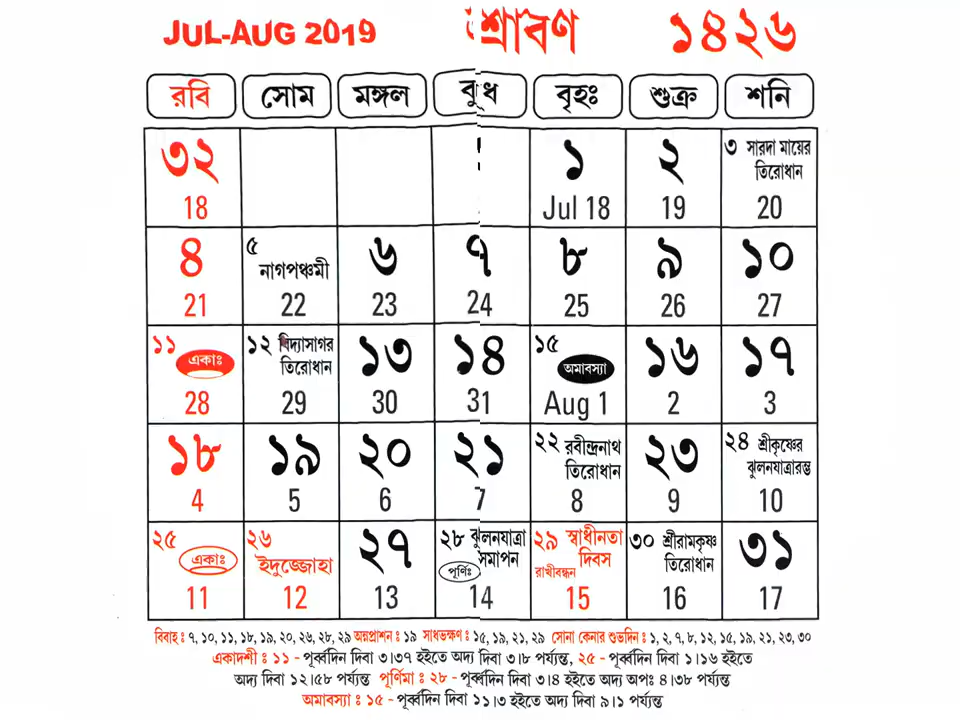 JUL-AUG 2019 শ্রাবণ ১৪২৬
রবি সোম মঙ্গল বুধ বৃহঃ শুক্র শনি
৩২ ১ ২ ৩ সারদা মায়ের
তিরোধান
18 Jul 18 19 20
৪ ৫ নাগপঞ্চমী ৬ ৭ ৮ ৯ ১০
21 22 23 24 25 26 27
১১ একাঃ ১২ বিদ্যাসাগর ১৩ ১৪ ১৫ অমাবস্যা ১৬ ১৭
তিরোধান
28 29 30 31 Aug 1 2 3
১৮ ১৯ ২০ ২১ ২২ রবীন্দ্রনাথ ২৩ ২৪ শ্রীকৃষ্ণের
তিরোধান ঝুলনযাত্রারম্ভ
4 5 6 7 8 9 10
২৫ একাঃ ২৬ ২৭ ২৮ ঝুলনযাত্রা ২৯ স্বাধীনতা ৩০ শ্রীরামকৃষ্ণ ৩১
ইদুজ্জোহা সমাপন দিবস তিরোধান
পূর্ণিঃ রাখীবন্ধন
11 12 13 14 15 16 17
বিবাহ ঃ ৭, ১০, ১১, ১৮, ১৯, ২০, ২৬, ২৮, ২৯ অন্নপ্রাশন ঃ ১৯ সাধভক্ষণ ঃ ১৫, ১৯, ২১, ২৯ সোনা কেনার শুভদিন ঃ ১, ২, ৭, ৮, ১২, ১৫, ১৯, ২১, ২৩, ৩০
একাদশী ঃ ১১ - পূর্ব্বদিন দিবা ৩।৩৭ হইতে অদ্য দিবা ৩।৮ পর্য্যন্ত, ২৫ - পূর্ব্বদিন দিবা ১।১৬ হইতে
অদ্য দিবা ১২।৫৮ পর্য্যন্ত পূর্ণিমা ঃ ২৮ - পূর্ব্বদিন দিবা ৩।৪ হইতে অদ্য অপঃ ৪।৩৮ পর্য্যন্ত
অমাবস্যা ঃ ১৫ - পূর্ব্বদিন দিবা ১১।৩ হইতে অদ্য দিবা ৯।১ পর্য্যন্ত